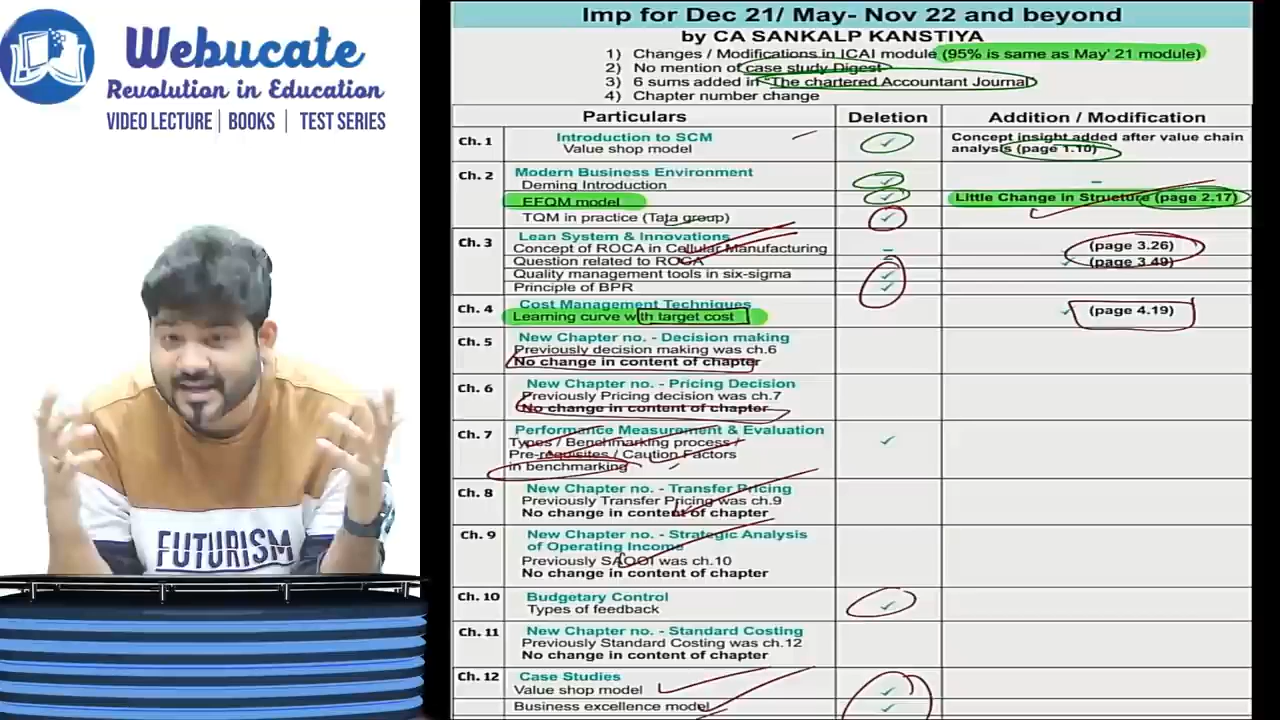 Webucate
Revolution in Education
VIDEO LECTURE | BOOKS | TEST SERIES
FUTURISM
Imp for Dec 21/ May- Nov 22 and beyond
by CA SANKALP KANSTIYA
1) Changes / Modifications in ICAI module (95% is same as May' 21 module)
2) No mention of case study Digest
3) 6 sums added in "The chartered Accountant Journal
4) Chapter number change
Particulars Deletion Addition / Modification
Ch. 1 Introduction to SCM
Value shop model ✓
Concept insight added after value chain
analysis (page 1.10)
Ch. 2 Modern Business Environment
Deming Introduction ✓ –
EFQM model ✓ Little Change in Structure (page 2.17)
TQM in practice (Tata group) ✓
Ch. 3 Lean System & Innovations
Concept of ROCA in Cellular Manufacturing – (page 3.26)
Question related to ROCA – ✓ (page 3.49)
Quality management tools in six-sigma ✓
Principle of BPR ✓
Ch. 4 Cost Management Techniques
Learning curve with target cost ✓ (page 4.19)
Ch. 5 New Chapter no. - Decision making
Previously decision making was ch.6
No change in content of chapter
Ch. 6 New Chapter no. - Pricing Decision
Previously Pricing decision was ch.7
No change in content of chapter
Ch. 7 Performance Measurement & Evaluation
Types / Benchmarking process / ✓
Pre-requisites / Caution Factors
in benchmarking
Ch. 8 New Chapter no. - Transfer Pricing
Previously Transfer Pricing was ch.9
No change in content of chapter
Ch. 9 New Chapter no. - Strategic Analysis
of Operating Income
Previously SAOOI was ch.10
No change in content of chapter
Ch. 10 Budgetary Control
Types of feedback ✓
Ch. 11 New Chapter no. - Standard Costing
Previously Standard Costing was ch.12
No change in content of chapter
Ch. 12 Case Studies
Value shop model ✓
Business excellence model ✓